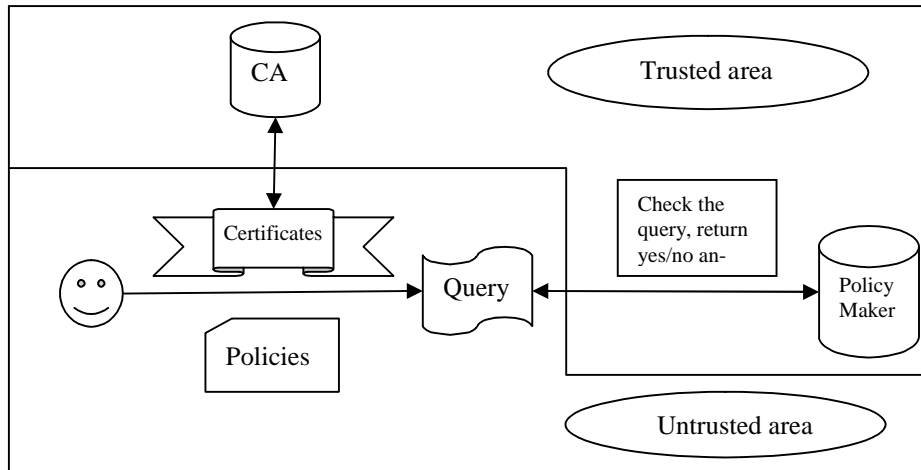 CA
Trusted area
Certificates
Check the
query, return
yes/no an-
Query
Policy
Maker
Policies
Untrusted area